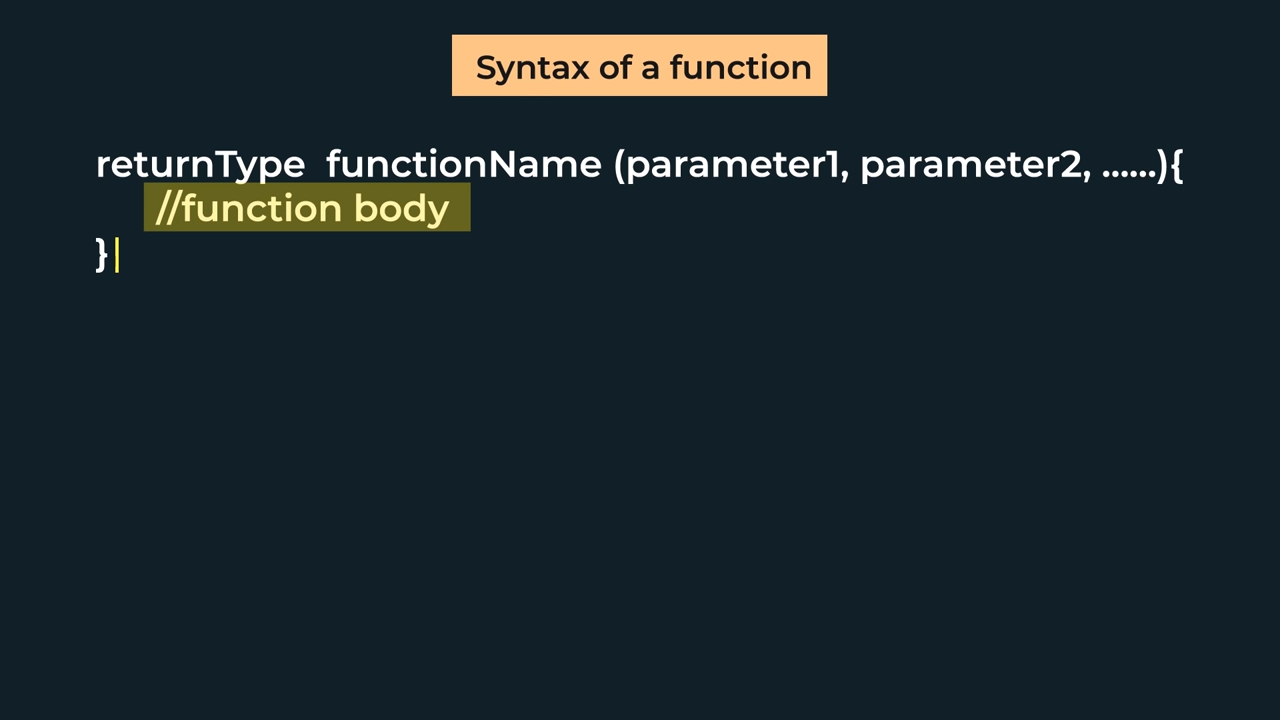 Syntax of a function
returnType functionName (parameter1, parameter2, ......){
//function body
}